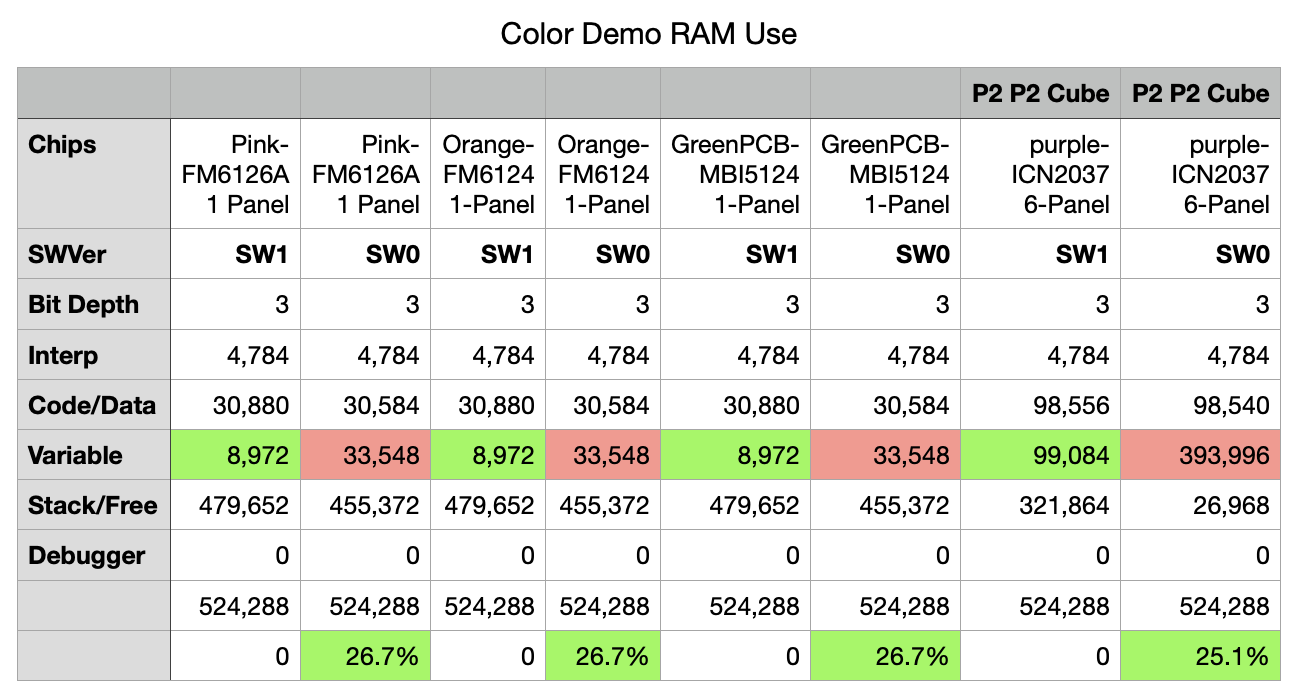 Color Demo RAM Use
P2 P2 Cube P2 P2 Cube
Chips Pink- Pink- Orange- Orange- GreenPCB- GreenPCB- purple- purple-
FM6126A FM6126A FM6124 FM6124 MBI5124 MBI5124 ICN2037 ICN2037
1 Panel 1 Panel 1-Panel 1-Panel 1-Panel 1-Panel 6-Panel 6-Panel
SWVer SW1 SW0 SW1 SW0 SW1 SW0 SW1 SW0
Bit Depth 3 3 3 3 3 3 3 3
Interp 4,784 4,784 4,784 4,784 4,784 4,784 4,784 4,784
Code/Data 30,880 30,584 30,880 30,584 30,880 30,584 98,556 98,540
Variable 8,972 33,548 8,972 33,548 8,972 33,548 99,084 393,996
Stack/Free 479,652 455,372 479,652 455,372 479,652 455,372 321,864 26,968
Debugger 0 0 0 0 0 0 0 0
524,288 524,288 524,288 524,288 524,288 524,288 524,288 524,288
0 26.7% 0 26.7% 0 26.7% 0 25.1%